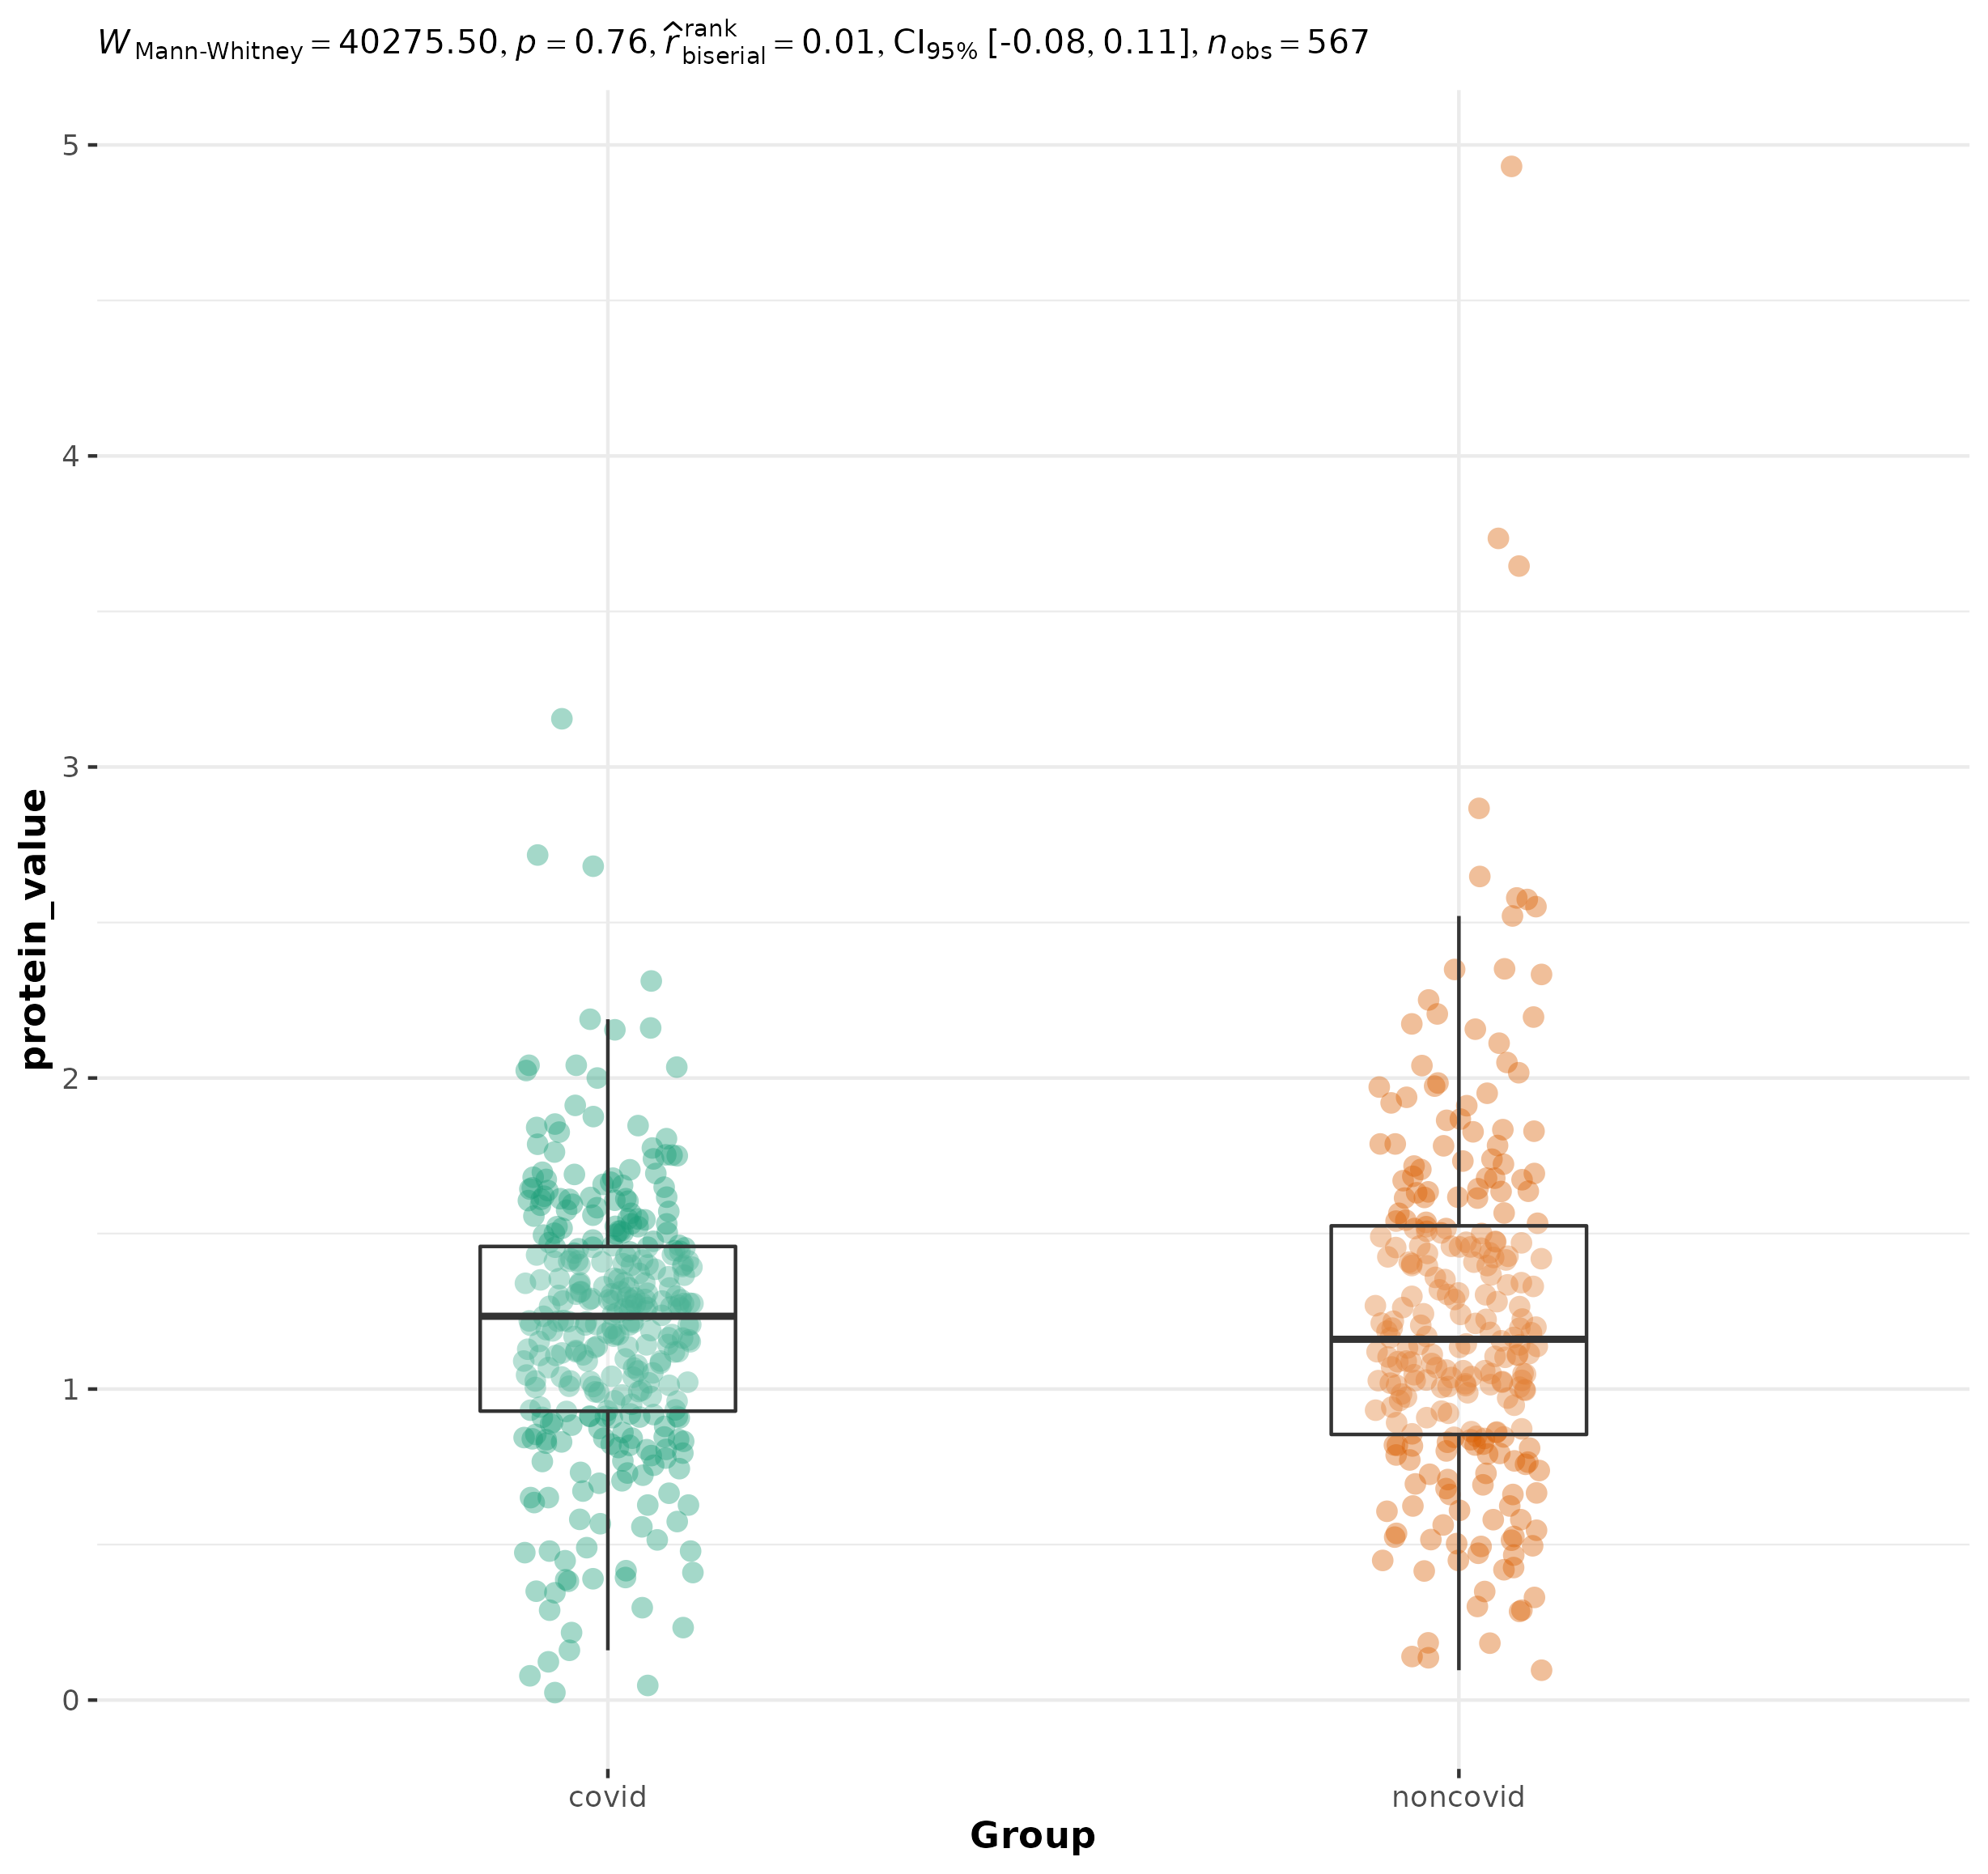 W Mann-Whitney = 40275.50, p = 0.76, r̂ rank biserial = 0.01, CI95% [-0.08, 0.11], nobs = 567
5
4
3
2
1
0
protein_value
covid noncovid
Group